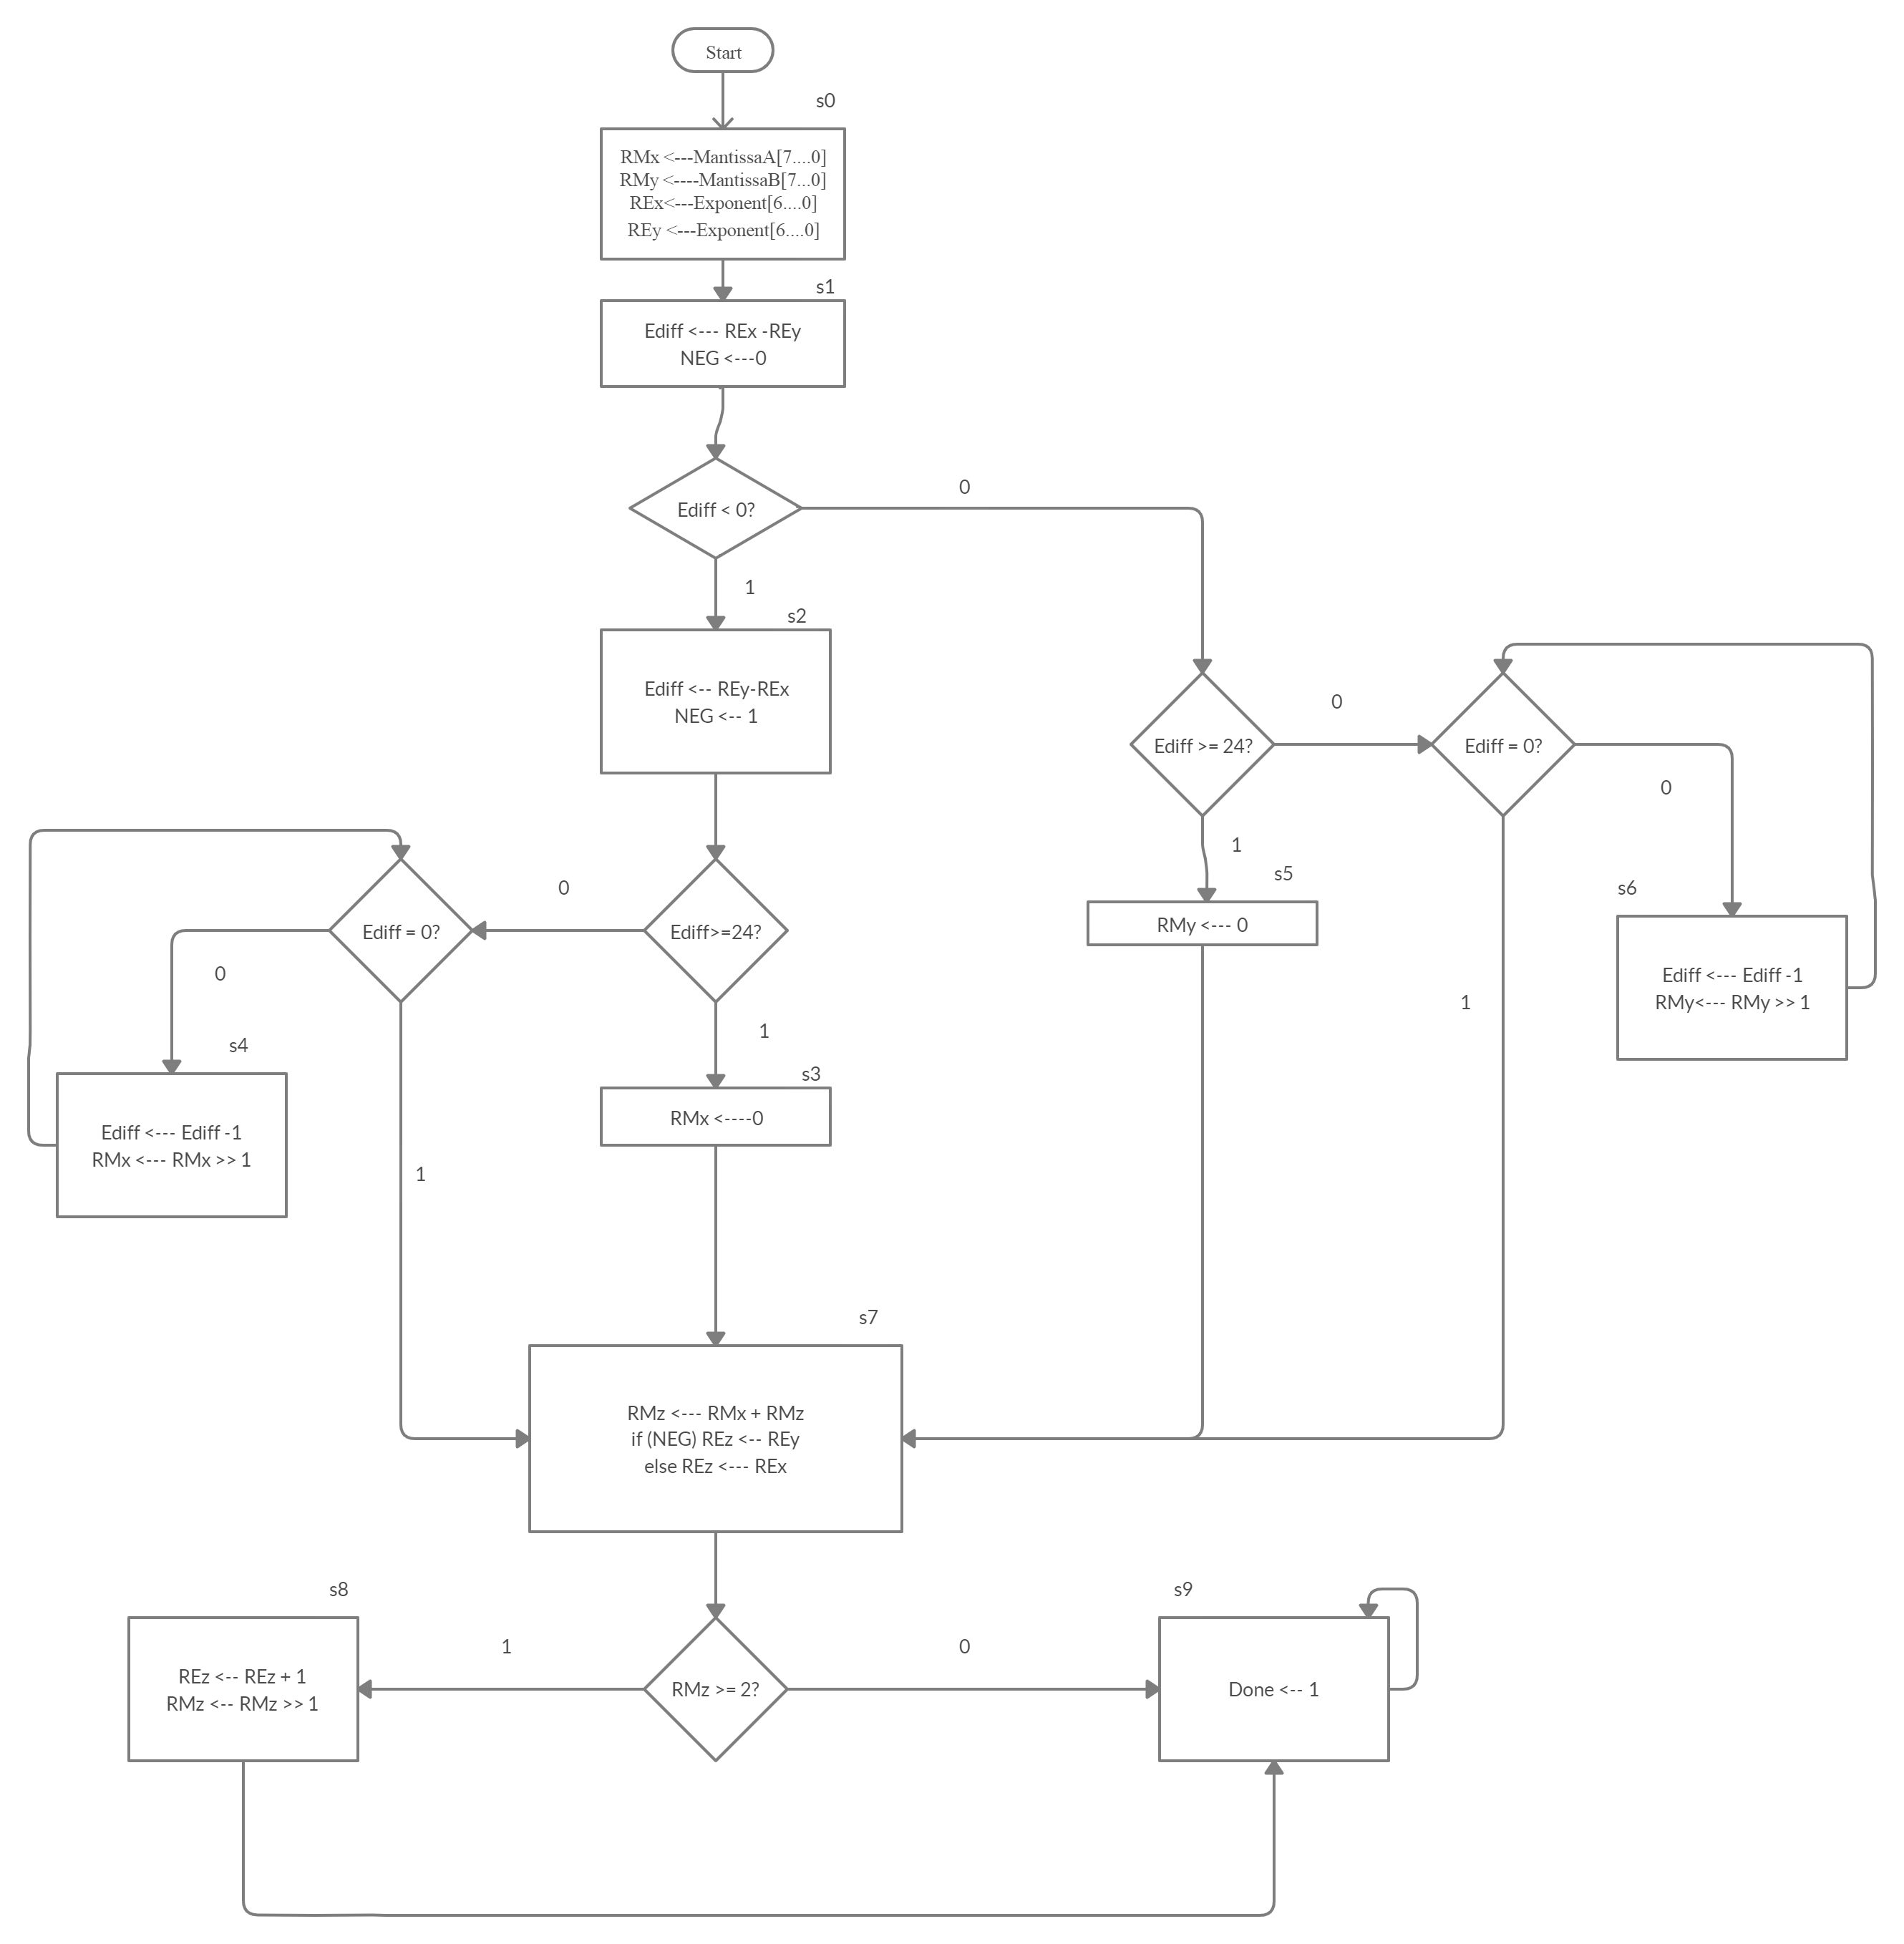 Start
s0
RMx <---MantissaA[7....0]
RMy <----MantissaB[7...0]
REx<---Exponent[6....0]
REy <---Exponent[6....0]
s1
Ediff <--- REx -REy
NEG <---0
Ediff < 0?
0
1
s2
Ediff <-- REy-REx
NEG <-- 1
Ediff >= 24?
0
Ediff = 0?
0
1
s5
RMy <--- 0
s6
Ediff <--- Ediff -1
RMy<--- RMy >> 1
1
Ediff>=24?
0
Ediff = 0?
0
s4
Ediff <--- Ediff -1
RMx <--- RMx >> 1
1
1
s3
RMx <----0
s7
RMz <--- RMx + RMz
if (NEG) REz <-- REy
else REz <--- REx
RMz >= 2?
1
0
s8
REz <-- REz + 1
RMz <-- RMz >> 1
s9
Done <-- 1